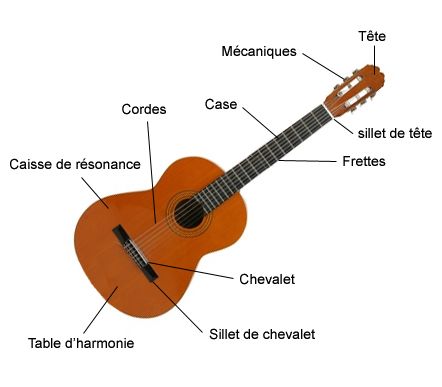 Tête
Mécaniques
Case
Cordes
sillet de tête
Frettes
Caisse de résonance
Chevalet
Sillet de chevalet
Table d'harmonie